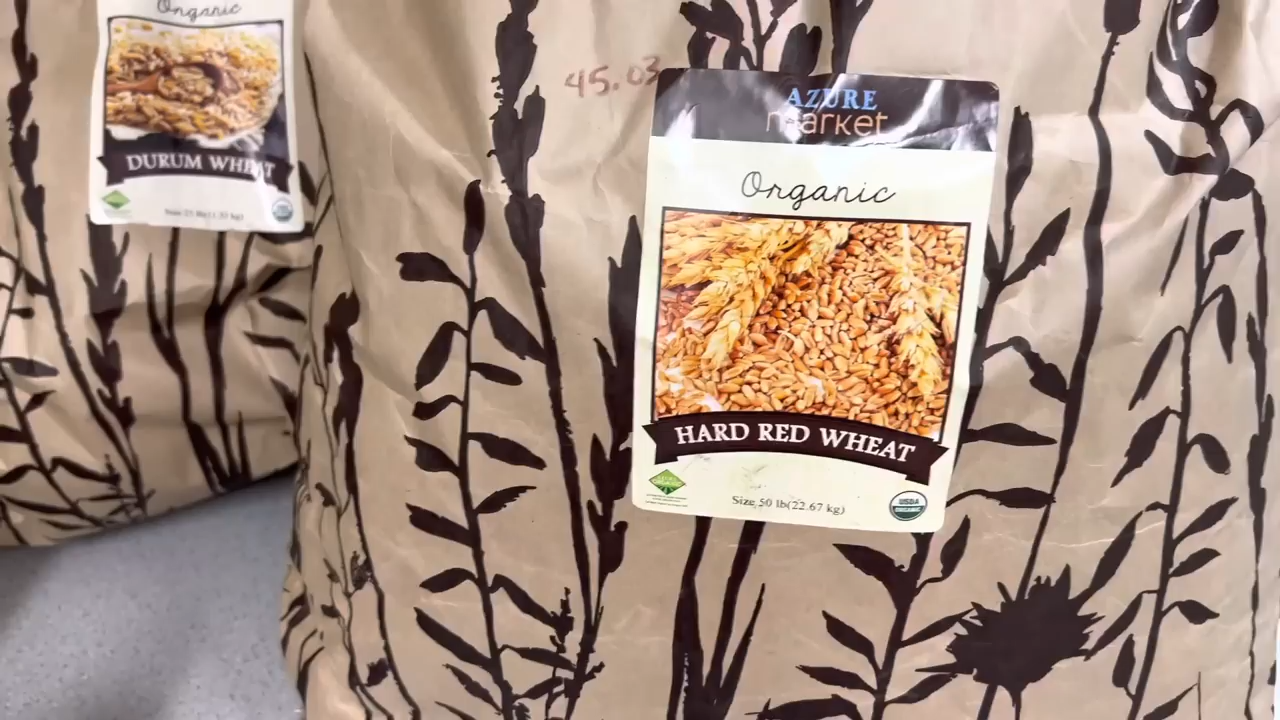 Organic
DURUM WHEAT
45.03
AZURE
market
Organic
HARD RED WHEAT
Size 50 lb(22.67 kg)
USDA
ORGANIC